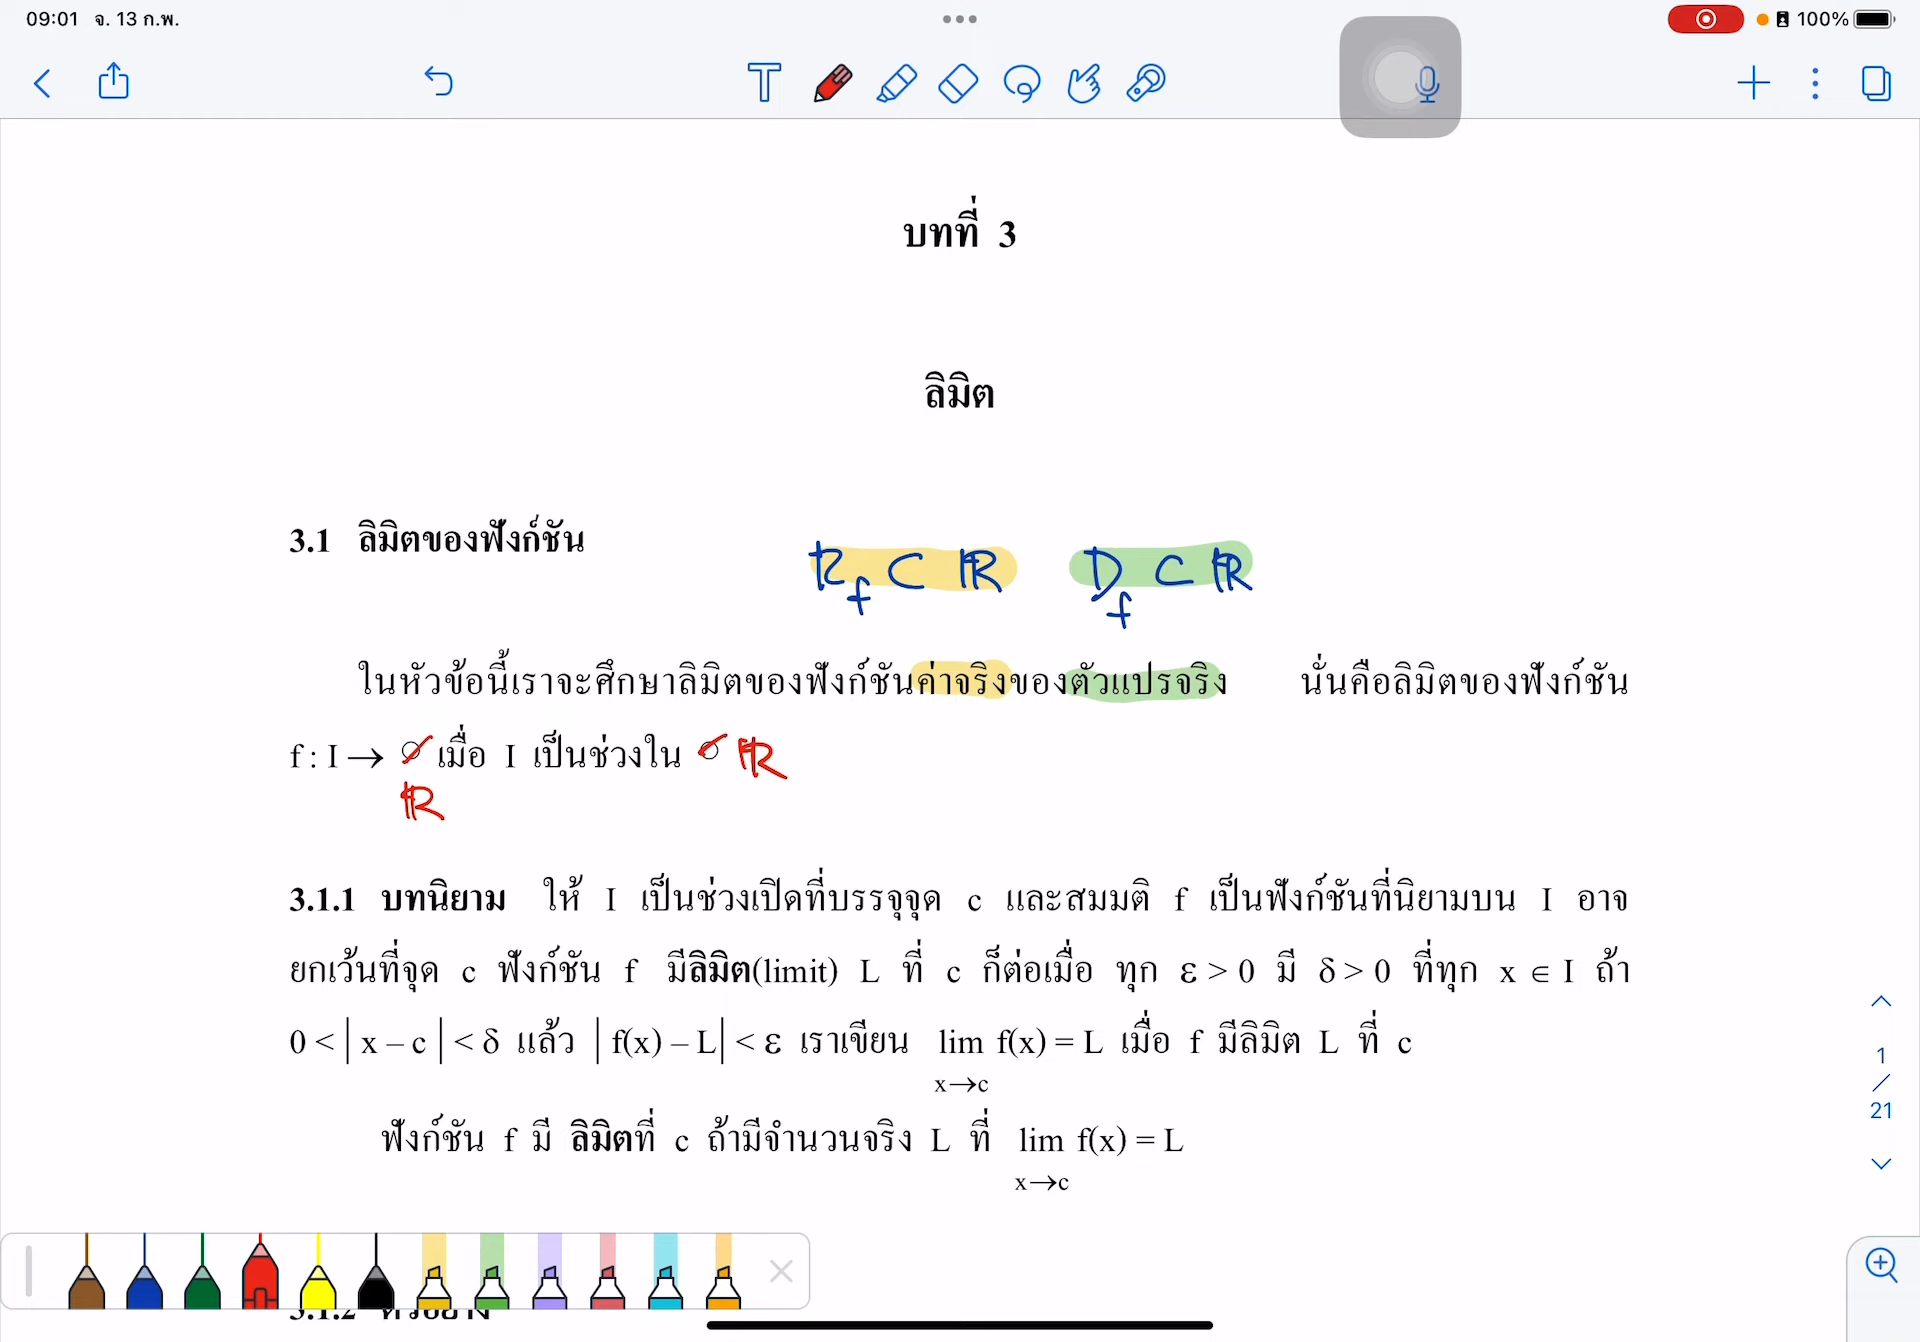 09:01 จ. 13 ก.พ.
100%
บทที่ 3
ลิมิต
3.1 ลิมิตของฟังก์ชัน
R_f ⊂ ℝ D_f ⊂ ℝ
ในหัวข้อนี้เราจะศึกษาลิมิตของฟังก์ชันค่าจริงของตัวแปรจริง นั่นคือลิมิตของฟังก์ชัน
f : I → เมื่อ I เป็นช่วงใน ℝ
ℝ
3.1.1 บทนิยาม ให้ I เป็นช่วงเปิดที่บรรจุจุด c และสมมติ f เป็นฟังก์ชันที่นิยามบน I อาจ
ยกเว้นที่จุด c ฟังก์ชัน f มีลิมิต(limit) L ที่ c ก็ต่อเมื่อ ทุก ε > 0 มี δ > 0 ที่ทุก x ∈ I ถ้า
0 < | x – c | < δ แล้ว | f(x) – L| < ε เราเขียน lim f(x) = L เมื่อ f มีลิมิต L ที่ c
x→c
ฟังก์ชัน f มี ลิมิตที่ c ถ้ามีจำนวนจริง L ที่ lim f(x) = L
x→c
1
/
21
3.1.2 ตัวอย่าง